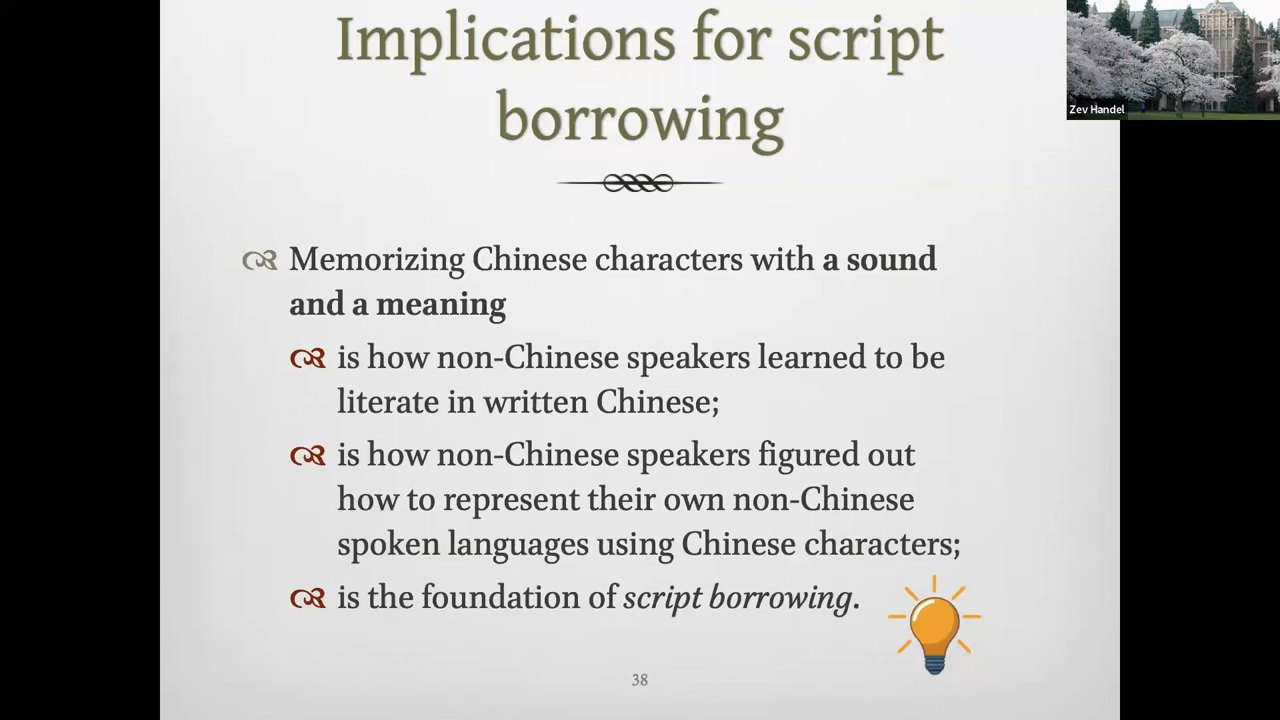 Implications for script
borrowing
Zev Handel
Memorizing Chinese characters with a sound
and a meaning
is how non-Chinese speakers learned to be
literate in written Chinese;
is how non-Chinese speakers figured out
how to represent their own non-Chinese
spoken languages using Chinese characters;
is the foundation of script borrowing.
38